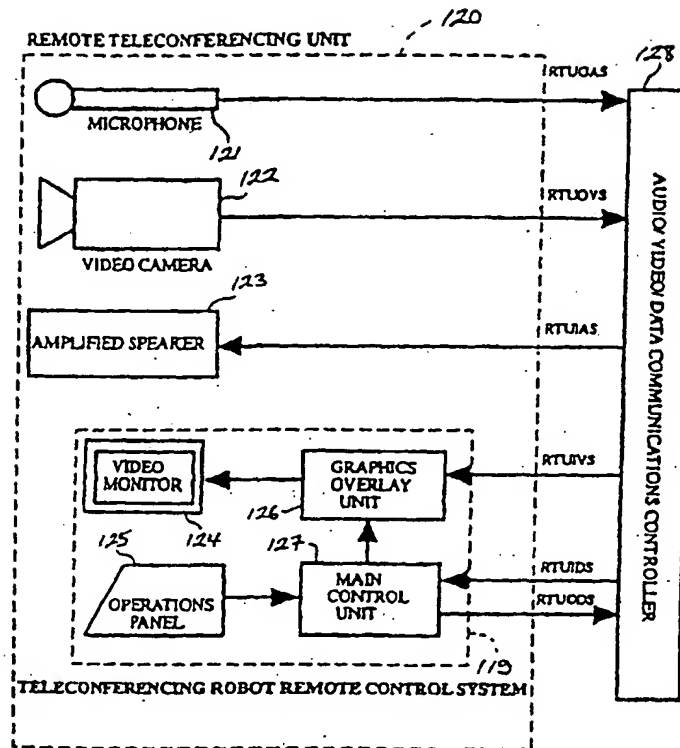 REMOTE TELECONFERENCING UNIT
120
128
RTUOAS
MICROPHONE
121
122
RTUOVS
VIDEO CAMERA
123
AMPLIFIED SPEAKER
RTUIAS
AUDIO/VIDEO/DATA COMMUNICATIONS CONTROLLER
VIDEO
MONITOR
GRAPHICS
OVERLAY
UNIT
RTUIVS
124
126
125
127
OPERATIONS
PANEL
MAIN
CONTROL
UNIT
RTUIDS
RTUODS
119
TELECONFERENCING ROBOT REMOTE CONTROL SYSTEM